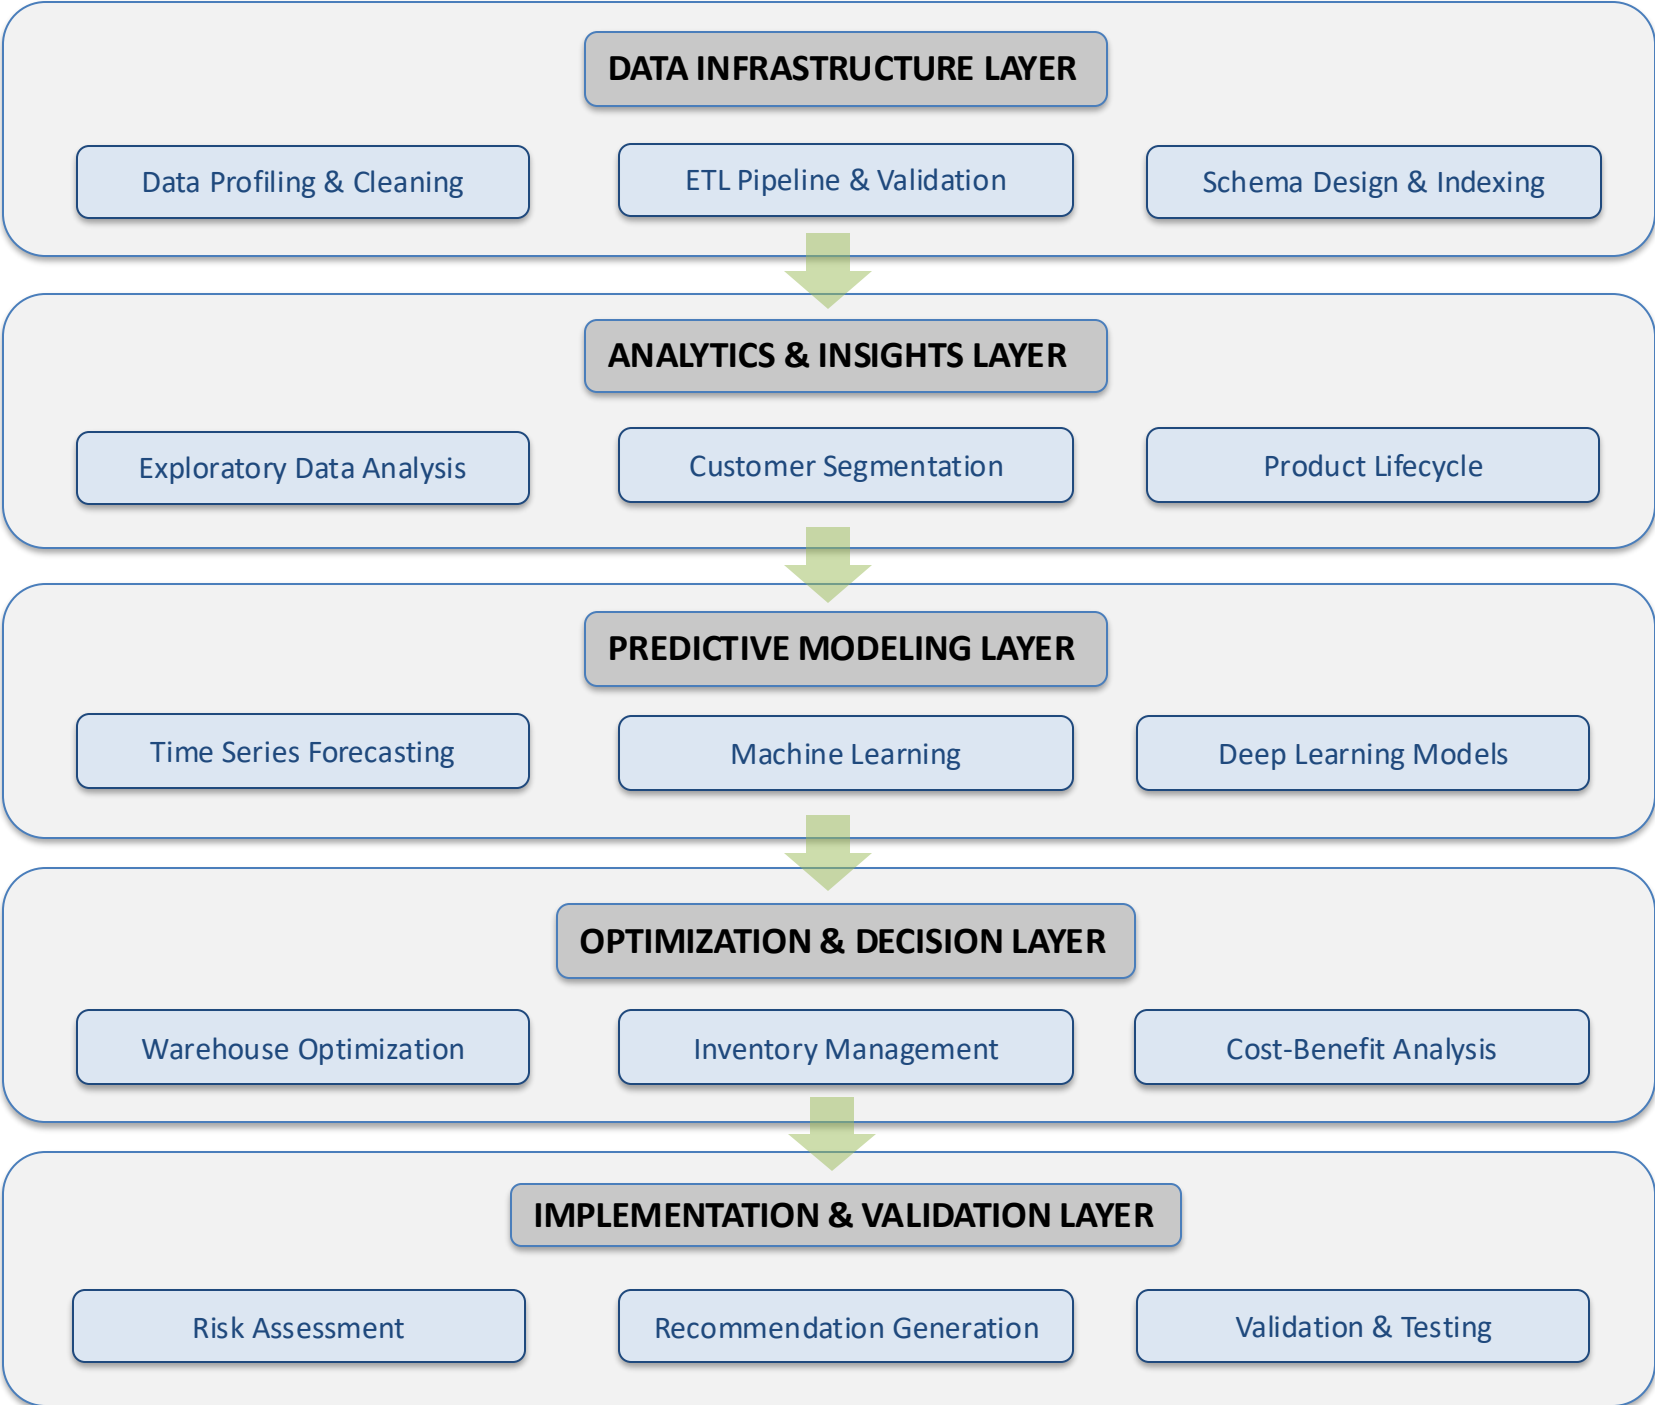 DATA INFRASTRUCTURE LAYER
Data Profiling & Cleaning
ETL Pipeline & Validation
Schema Design & Indexing
ANALYTICS & INSIGHTS LAYER
Exploratory Data Analysis
Customer Segmentation
Product Lifecycle
PREDICTIVE MODELING LAYER
Time Series Forecasting
Machine Learning
Deep Learning Models
OPTIMIZATION & DECISION LAYER
Warehouse Optimization
Inventory Management
Cost-Benefit Analysis
IMPLEMENTATION & VALIDATION LAYER
Risk Assessment
Recommendation Generation
Validation & Testing